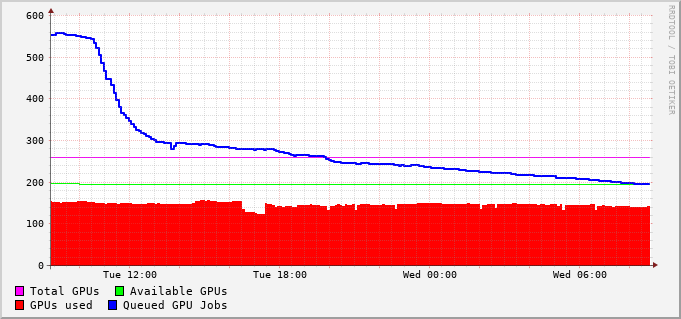 600
500
400
300
200
100
0
Tue 12:00 Tue 18:00 Wed 00:00 Wed 06:00
Total GPUs Available GPUs
GPUs used Queued GPU Jobs
RRDTOOL / TOBI OETIKER